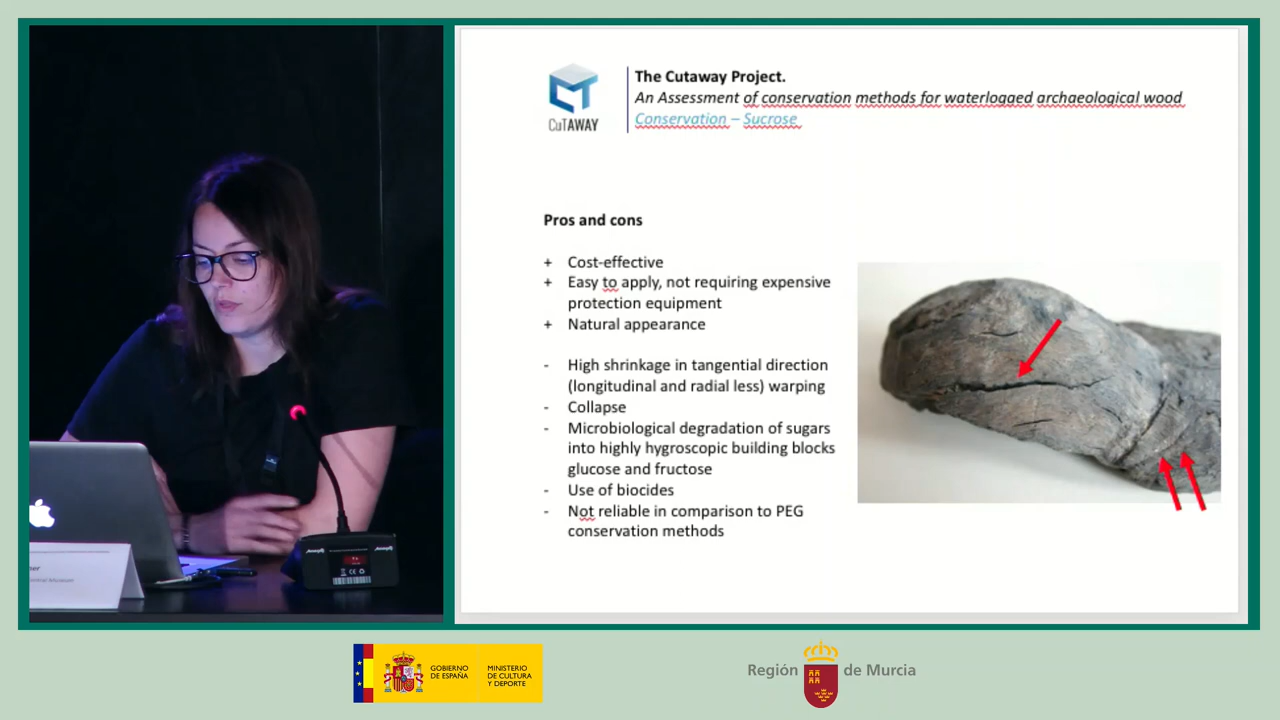 The Cutaway Project.
An Assessment of conservation methods for waterlogged archaeological wood
Conservation – Sucrose
CUTAWAY
Pros and cons
+ Cost-effective
+ Easy to apply, not requiring expensive
protection equipment
+ Natural appearance
- High shrinkage in tangential direction
(longitudinal and radial less) warping
- Collapse
- Microbiological degradation of sugars
into highly hygroscopic building blocks
glucose and fructose
- Use of biocides
- Not reliable in comparison to PEG
conservation methods
GOBIERNO
DE ESPAÑA
MINISTERIO
DE CULTURA
Y DEPORTE
Región de Murcia